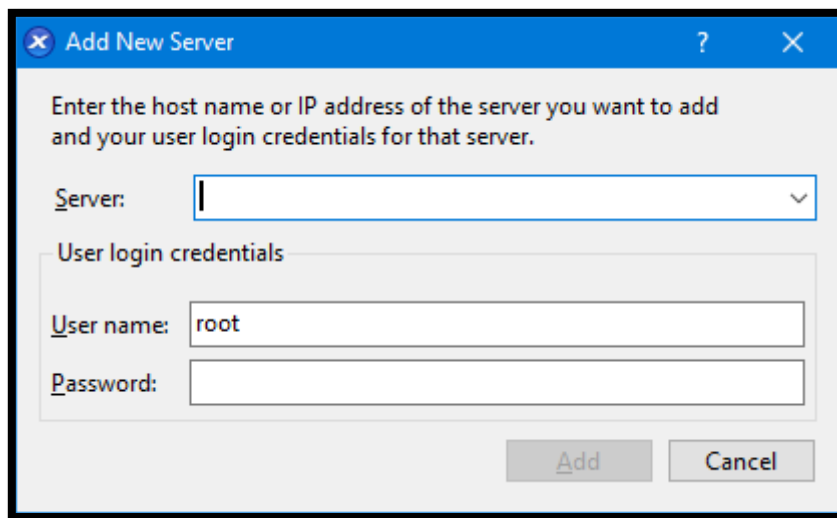 Add New Server
Enter the host name or IP address of the server you want to add
and your user login credentials for that server.
Server:
User login credentials
User name: root
Password:
Add Cancel